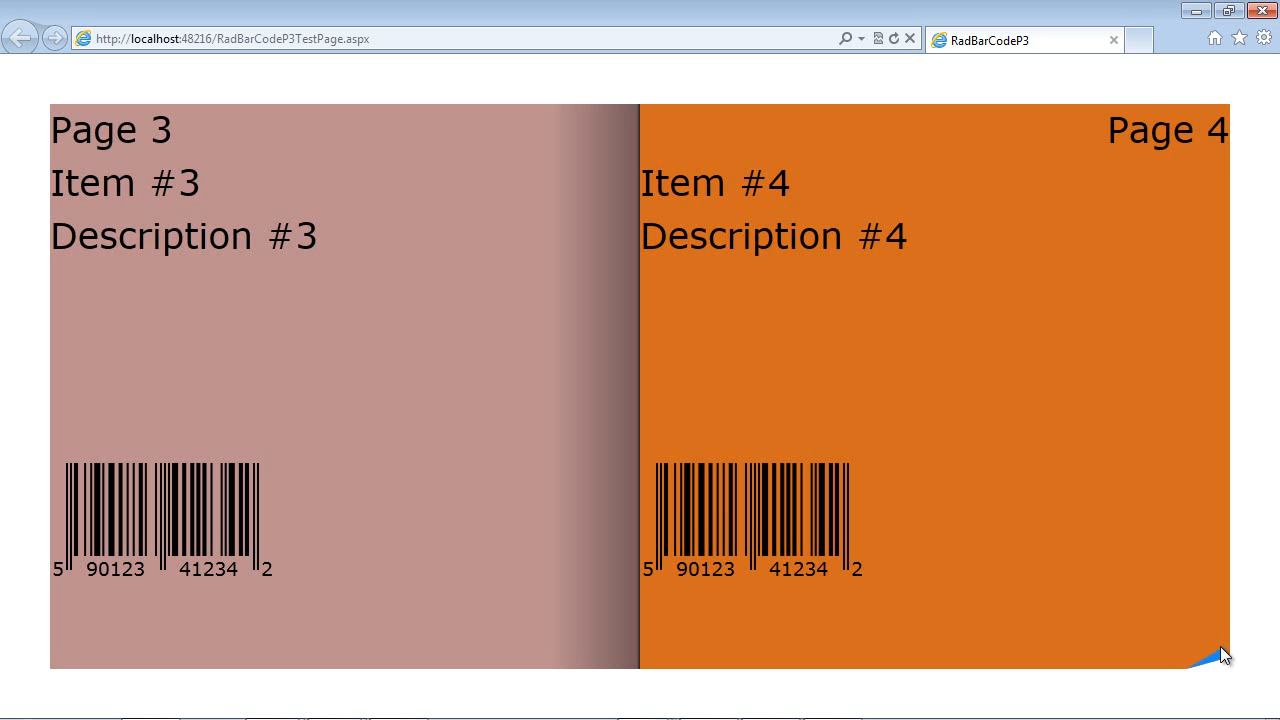 http://localhost:48216/RadBarCodeP3TestPage.aspx
RadBarCodeP3
Page 3
Item #3
Description #3
5 90123 41234 2
Page 4
Item #4
Description #4
5 90123 41234 2